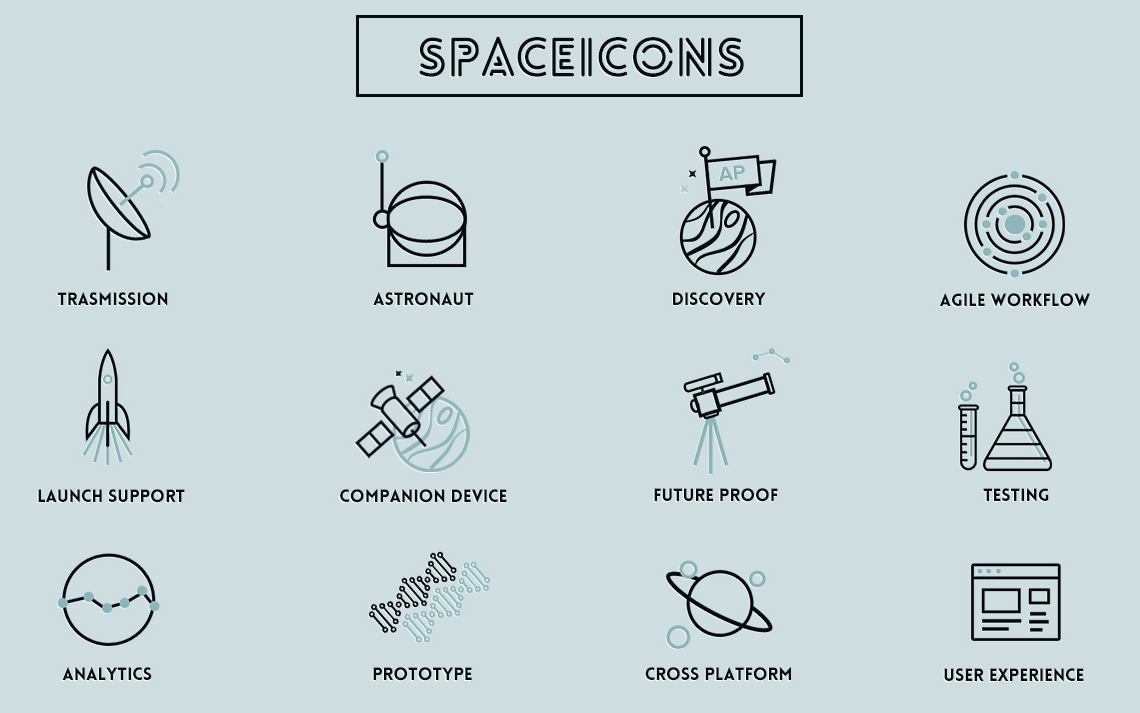 SPACEICONS
AP
TRASMISSION
ASTRONAUT
DISCOVERY
AGILE WORKFLOW
LAUNCH SUPPORT
COMPANION DEVICE
FUTURE PROOF
TESTING
ANALYTICS
PROTOTYPE
CROSS PLATFORM
USER EXPERIENCE